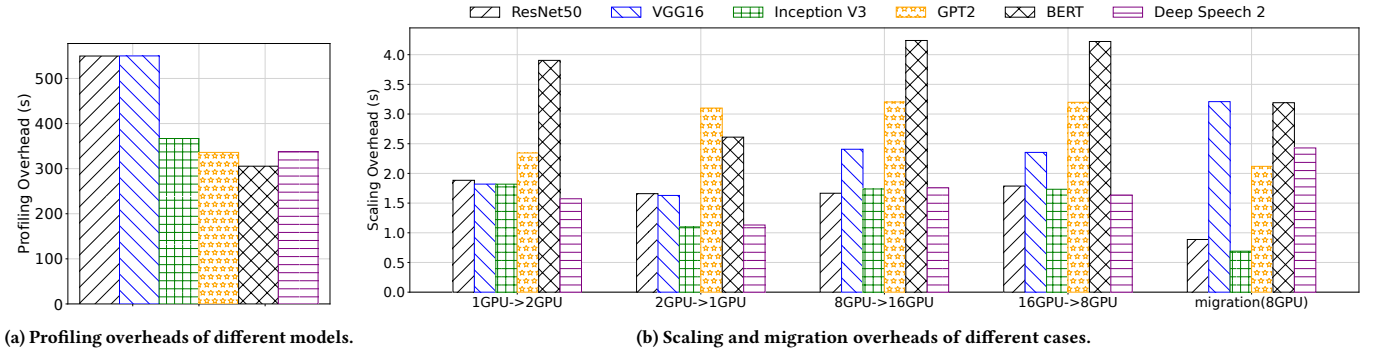 ResNet50 VGG16 Inception V3 GPT2 BERT Deep Speech 2
Profiling Overhead (s)
500
400
300
200
100
0
Scaling Overhead (s)
4.0
3.5
3.0
2.5
2.0
1.5
1.0
0.5
0.0
1GPU->2GPU 2GPU->1GPU 8GPU->16GPU 16GPU->8GPU migration(8GPU)
(a) Profiling overheads of different models.
(b) Scaling and migration overheads of different cases.